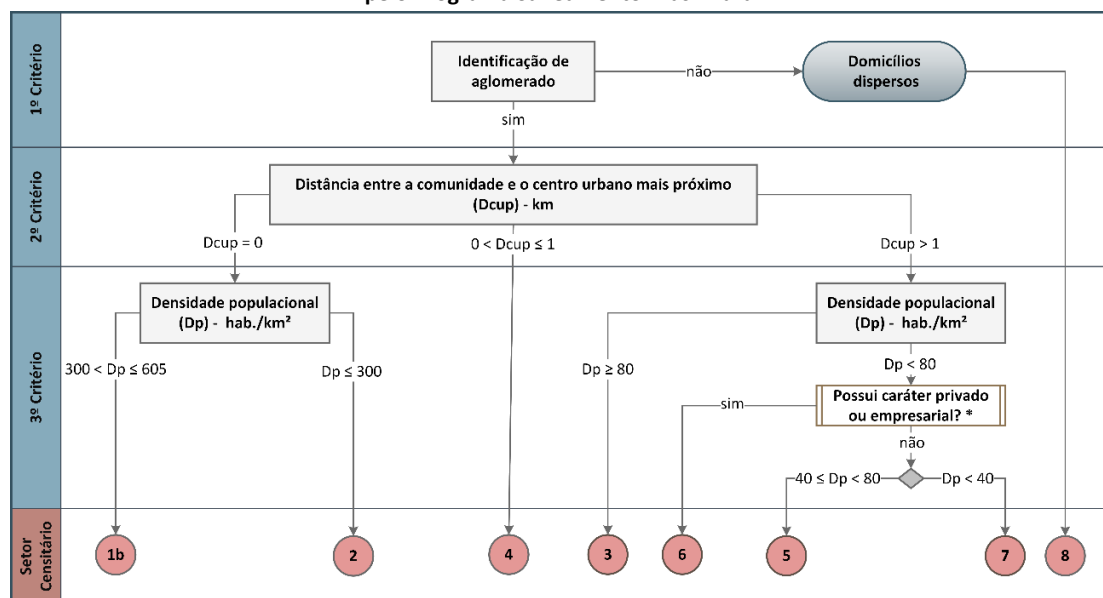 1º Critério
Identificação de
aglomerado
não
Domicílios
dispersos
sim
2º Critério
Distância entre a comunidade e o centro urbano mais próximo
(Dcup) - km
Dcup = 0
0 < Dcup ≤ 1
Dcup > 1
3º Critério
Densidade populacional
(Dp) - hab./km²
Densidade populacional
(Dp) - hab./km²
300 < Dp ≤ 605
Dp ≤ 300
Dp ≥ 80
Dp < 80
Possui caráter privado
ou empresarial? *
sim
não
40 ≤ Dp < 80
Dp < 40
Setor
Censitário
1b
2
4
3
6
5
7
8